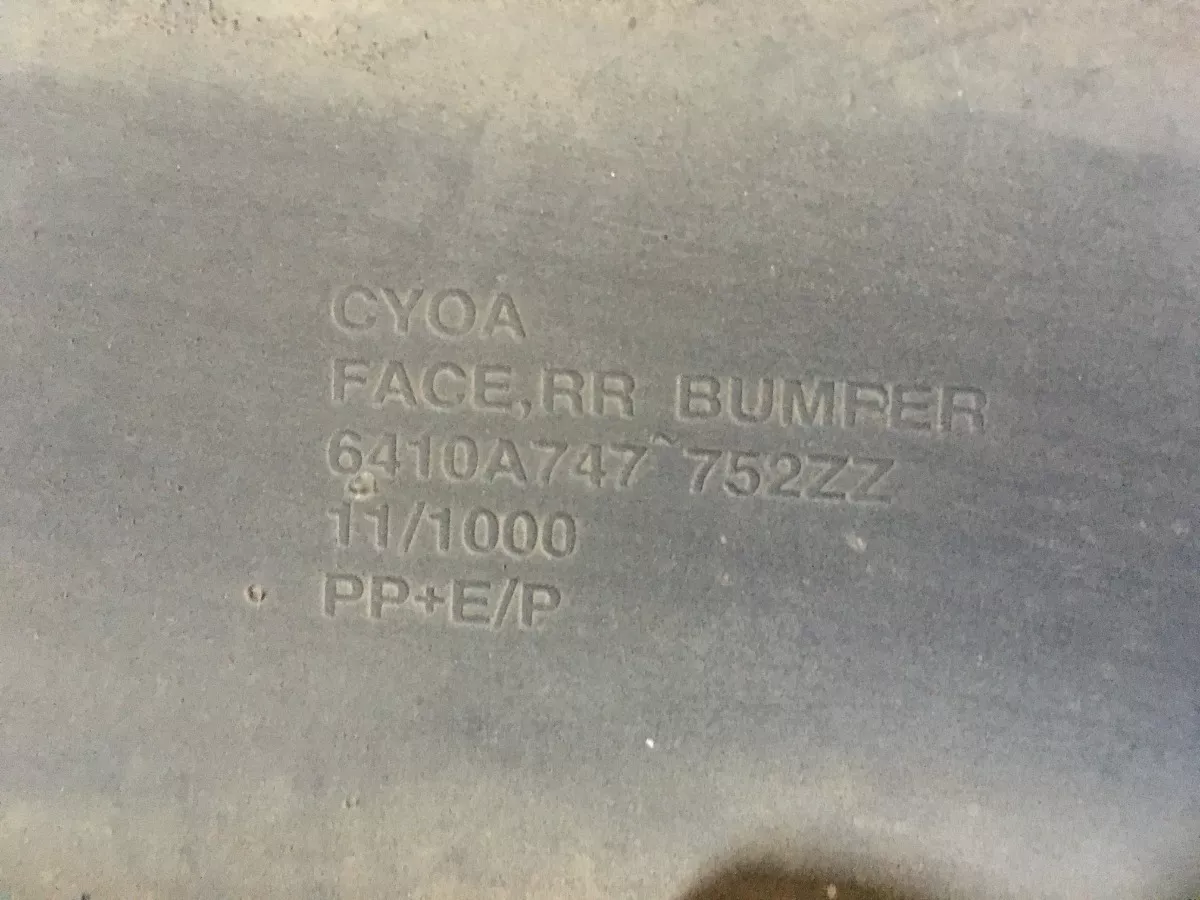 CYOA
FACE,RR BUMPER
6410A747~752ZZ
11/1000
PP+E/P